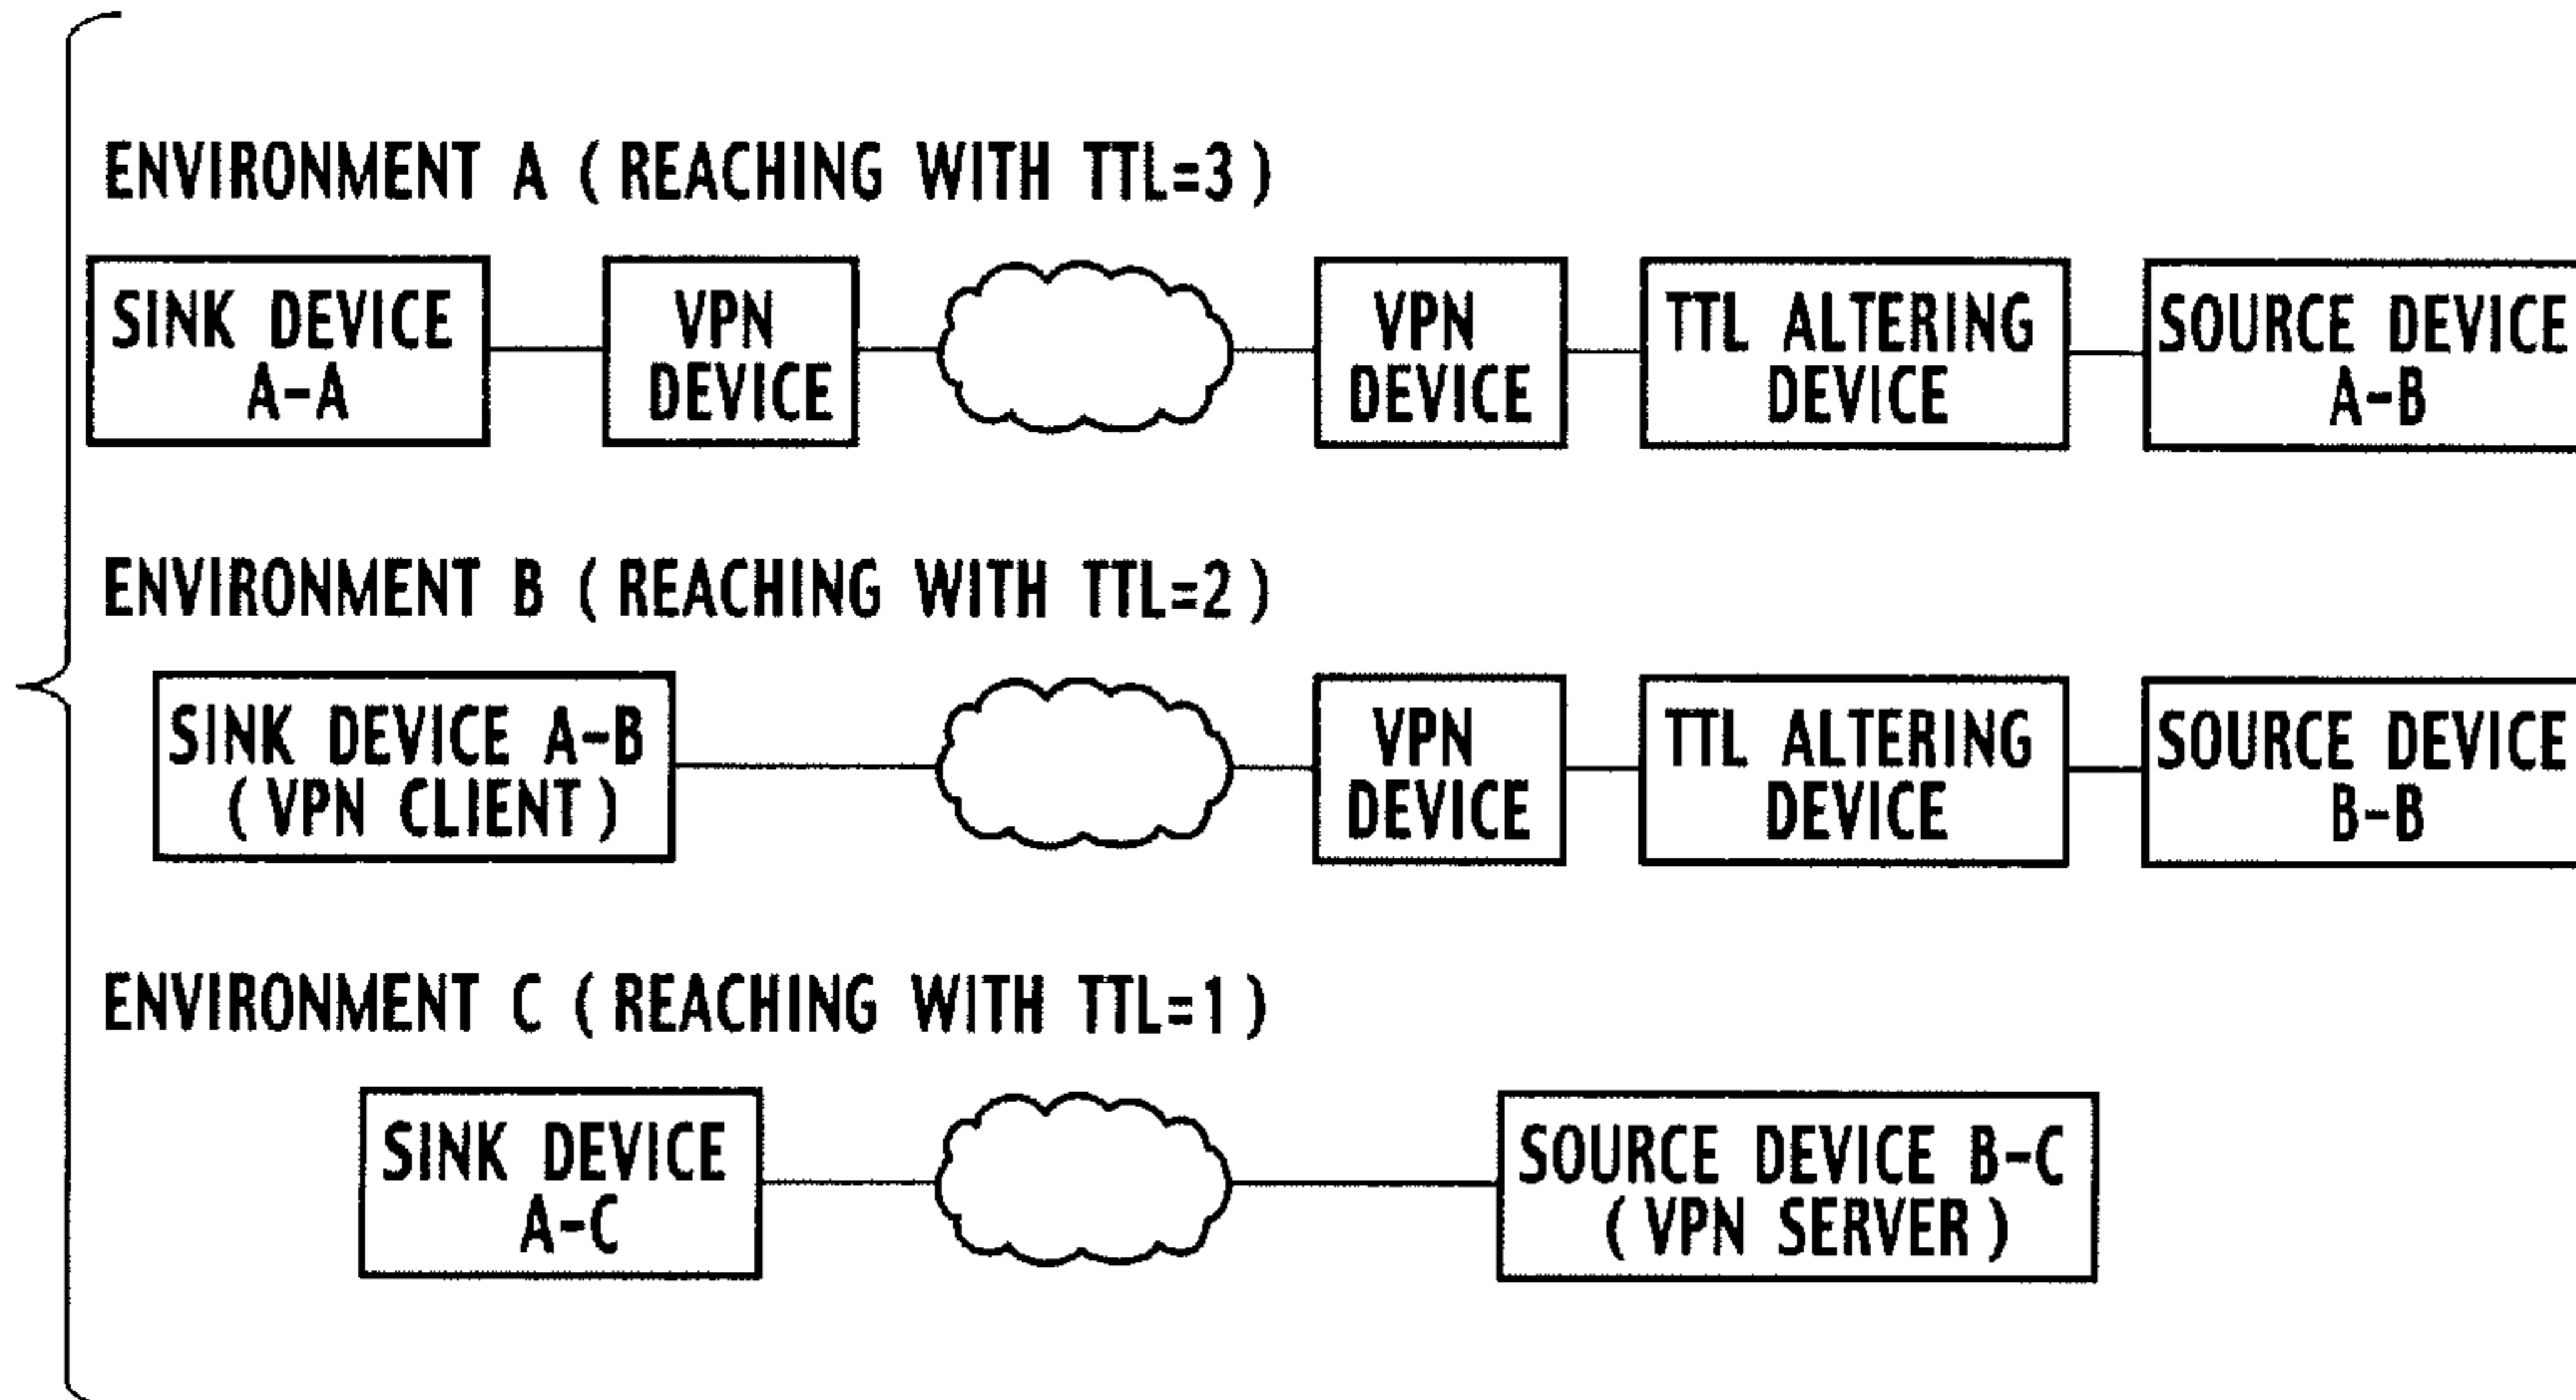 ENVIRONMENT A ( REACHING WITH TTL=3 )
SINK DEVICE
A-A
VPN
DEVICE
VPN
DEVICE
TTL ALTERING
DEVICE
SOURCE DEVICE
A-B
ENVIRONMENT B ( REACHING WITH TTL=2 )
SINK DEVICE A-B
( VPN CLIENT )
VPN
DEVICE
TTL ALTERING
DEVICE
SOURCE DEVICE
B-B
ENVIRONMENT C ( REACHING WITH TTL=1 )
SINK DEVICE
A-C
SOURCE DEVICE B-C
( VPN SERVER )